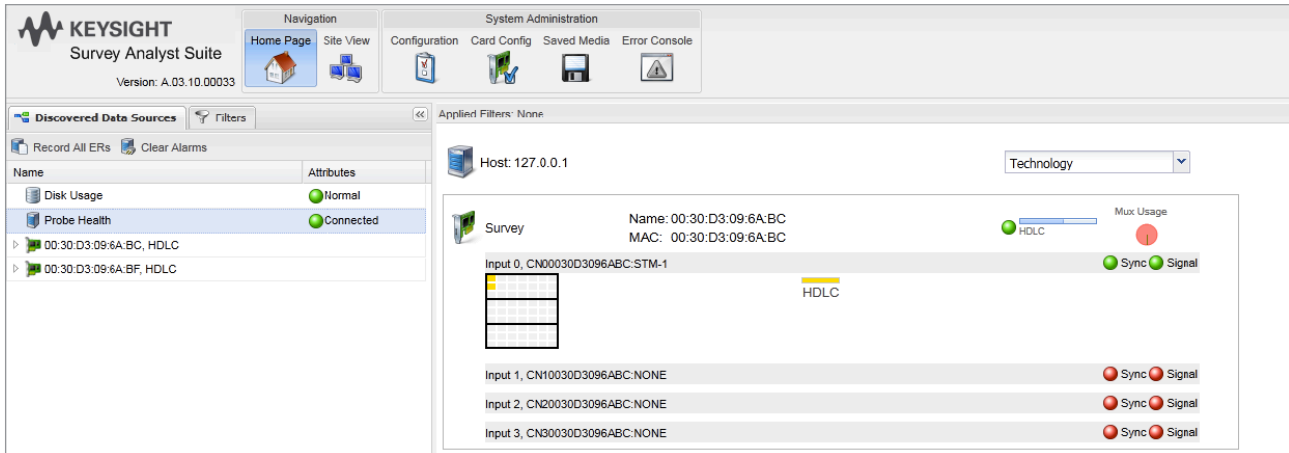 KEYSIGHT
Survey Analyst Suite
Version: A.03.10.00033
Navigation
Home Page Site View
System Administration
Configuration Card Config Saved Media Error Console
Discovered Data Sources Filters
Record All ERs Clear Alarms
Name Attributes
Disk Usage Normal
Probe Health Connected
00:30:D3:09:6A:BC, HDLC
00:30:D3:09:6A:BF, HDLC
Applied Filters: None
Host: 127.0.0.1 Technology
Survey
Name: 00:30:D3:09:6A:BC
MAC: 00:30:D3:09:6A:BC
HDLC
Mux Usage
Input 0, CN00030D3096ABC:STM-1 Sync Signal
HDLC
Input 1, CN10030D3096ABC:NONE Sync Signal
Input 2, CN20030D3096ABC:NONE Sync Signal
Input 3, CN30030D3096ABC:NONE Sync Signal